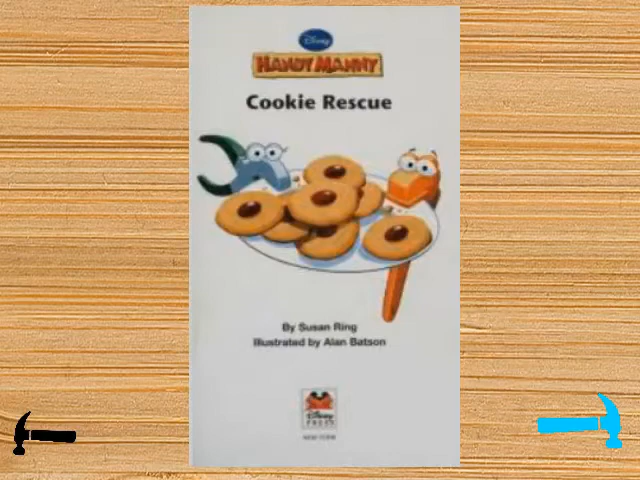 Disney
HANDY MANNY
Cookie Rescue
By Susan Ring
Illustrated by Alan Batson
Disney
PRESS
NEW YORK